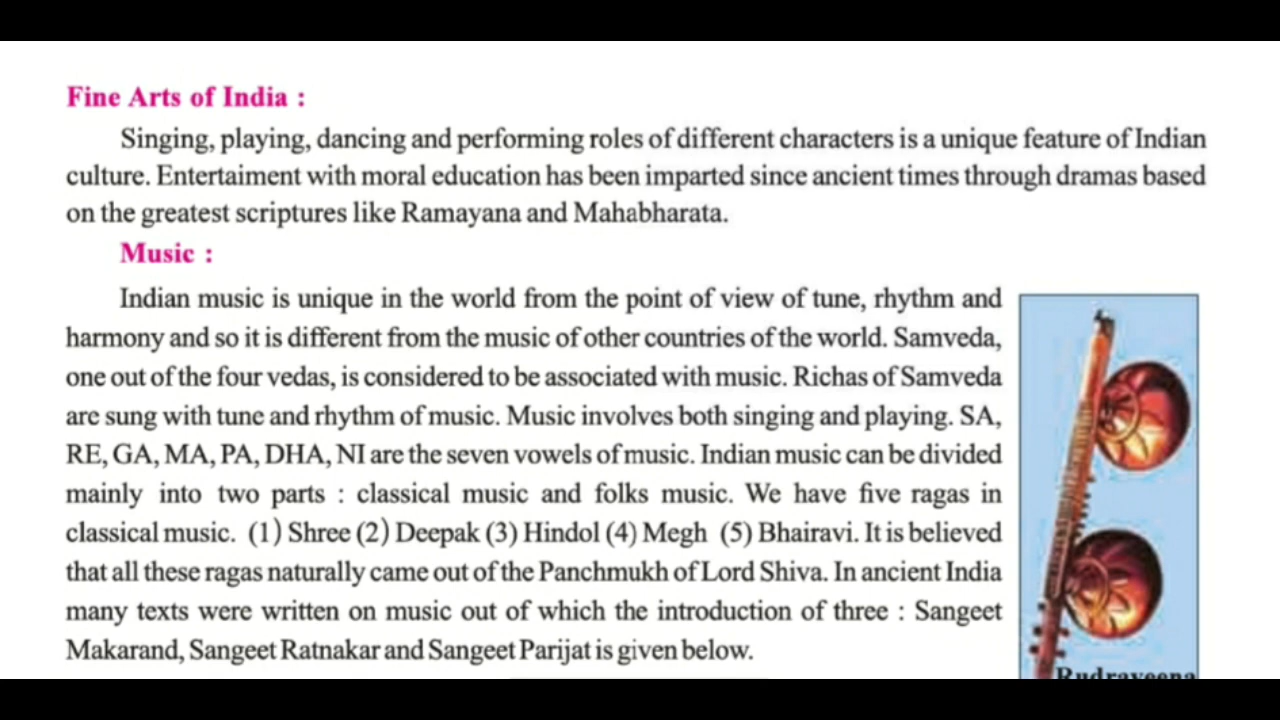 Fine Arts of India :
Singing, playing, dancing and performing roles of different characters is a unique feature of Indian
culture. Entertaiment with moral education has been imparted since ancient times through dramas based
on the greatest scriptures like Ramayana and Mahabharata.
Music :
Indian music is unique in the world from the point of view of tune, rhythm and
harmony and so it is different from the music of other countries of the world. Samveda,
one out of the four vedas, is considered to be associated with music. Richas of Samveda
are sung with tune and rhythm of music. Music involves both singing and playing. SA,
RE, GA, MA, PA, DHA, NI are the seven vowels of music. Indian music can be divided
mainly into two parts : classical music and folks music. We have five ragas in
classical music. (1) Shree (2) Deepak (3) Hindol (4) Megh (5) Bhairavi. It is believed
that all these ragas naturally came out of the Panchmukh of Lord Shiva. In ancient India
many texts were written on music out of which the introduction of three : Sangeet
Makarand, Sangeet Ratnakar and Sangeet Parijat is given below.
Rudraveena